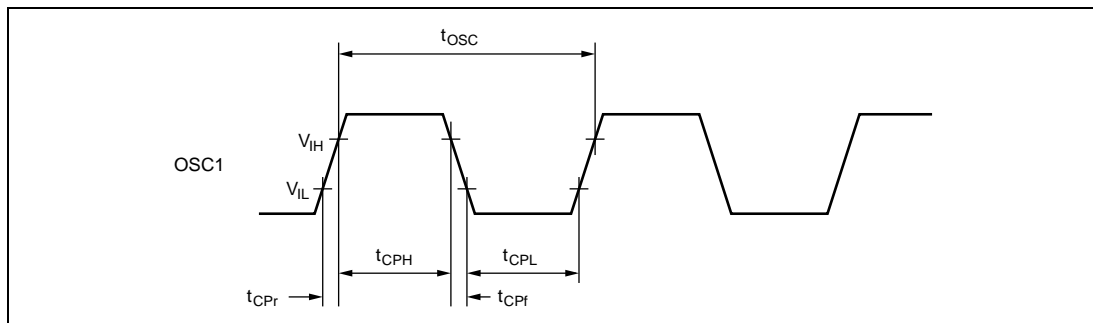 tOSC
VIH
OSC1
VIL
tCPH
tCPL
tCPr
tCPf